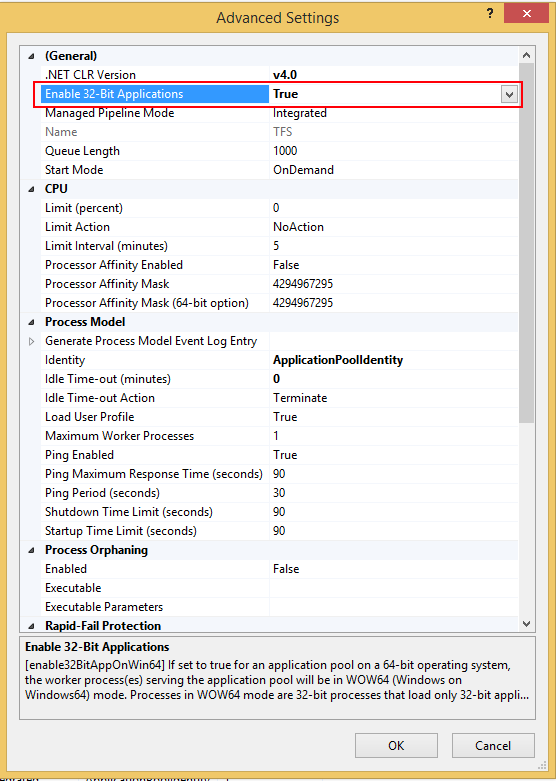 Advanced Settings
?
(General)
.NET CLR Version v4.0
Enable 32-Bit Applications True
Managed Pipeline Mode Integrated
Name TFS
Queue Length 1000
Start Mode OnDemand
CPU
Limit (percent) 0
Limit Action NoAction
Limit Interval (minutes) 5
Processor Affinity Enabled False
Processor Affinity Mask 4294967295
Processor Affinity Mask (64-bit option) 4294967295
Process Model
Generate Process Model Event Log Entry
Identity ApplicationPoolIdentity
Idle Time-out (minutes) 0
Idle Time-out Action Terminate
Load User Profile True
Maximum Worker Processes 1
Ping Enabled True
Ping Maximum Response Time (seconds) 90
Ping Period (seconds) 30
Shutdown Time Limit (seconds) 90
Startup Time Limit (seconds) 90
Process Orphaning
Enabled False
Executable
Executable Parameters
Rapid-Fail Protection
Enable 32-Bit Applications
[enable32BitAppOnWin64] If set to true for an application pool on a 64-bit operating system,
the worker process(es) serving the application pool will be in WOW64 (Windows on
Windows64) mode. Processes in WOW64 mode are 32-bit processes that load only 32-bit appli...
OK Cancel